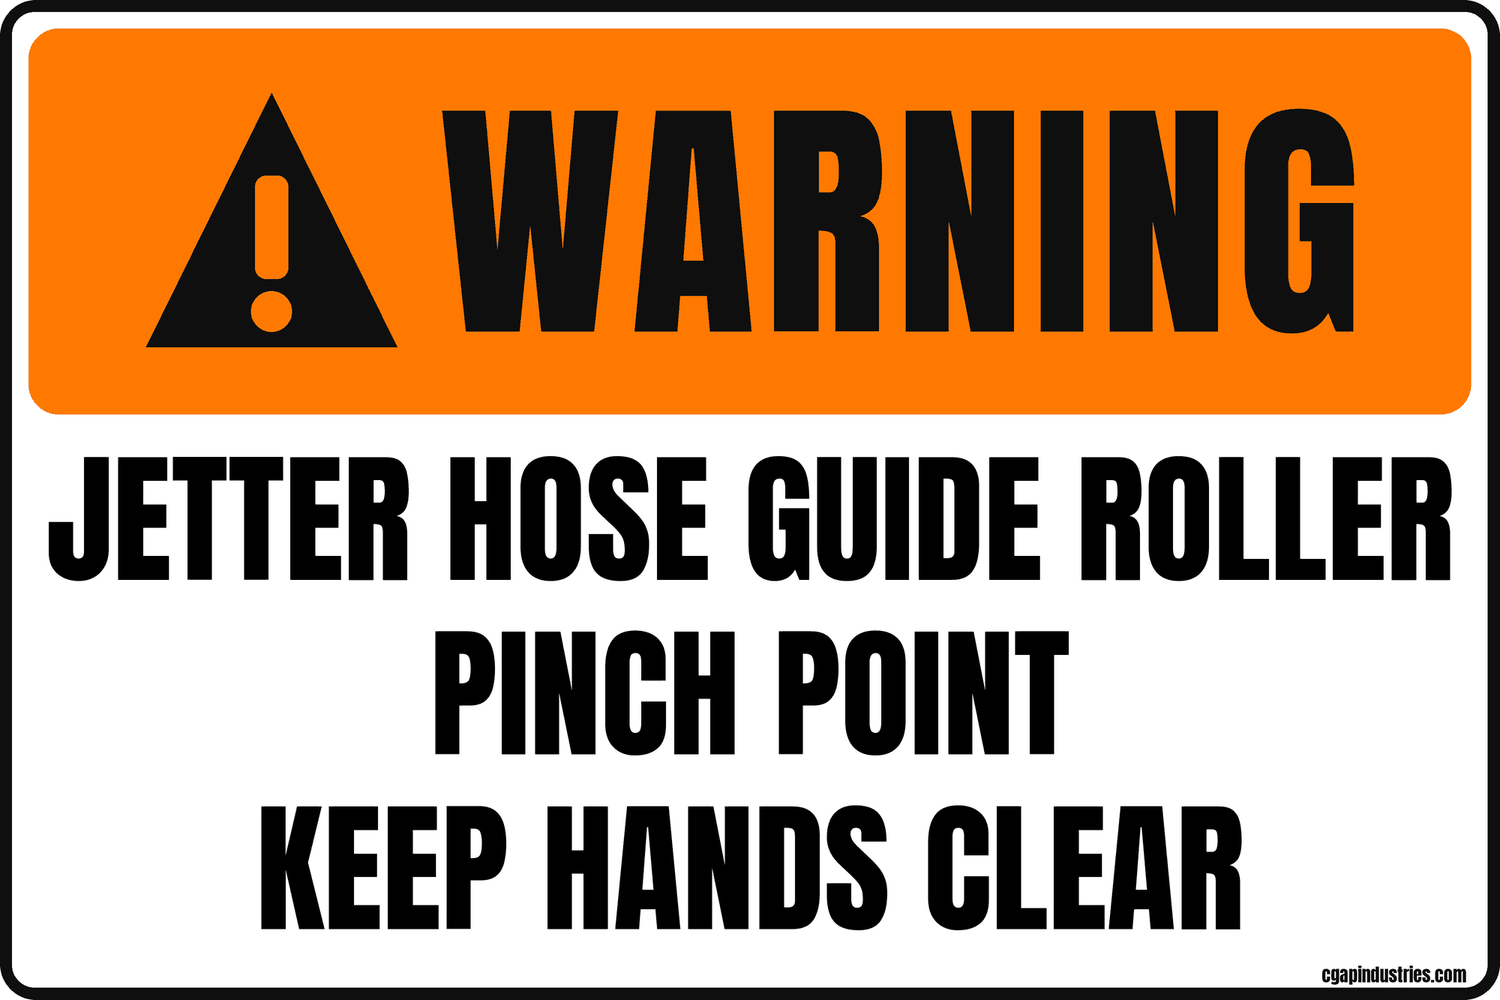 WARNING
JETTER HOSE GUIDE ROLLER
PINCH POINT
KEEP HANDS CLEAR
cgapindustries.com